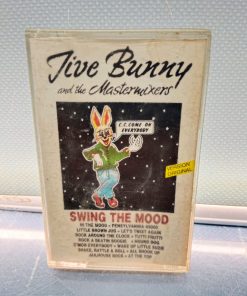 Jive Bunny
and the Mastermixers
C.C. COME ON
EVERYBODY
VERSION
ORIGINAL
SWING THE MOOD
IN THE MOOD • PENNSYLVANIA 65000
LITTLE BROWN JUG • LET'S TWIST AGAIN
ROCK AROUND THE CLOCK • TUTTI FRUTTI
ROCK A BEATIN BOOGIE • HOUND DOG
C'MON EVERYBODY • WAKE UP LITTLE SUSIE
SHAKE, RATTLE & ROLL • ALL SHOOK UP
ROCK • AT THE HOP